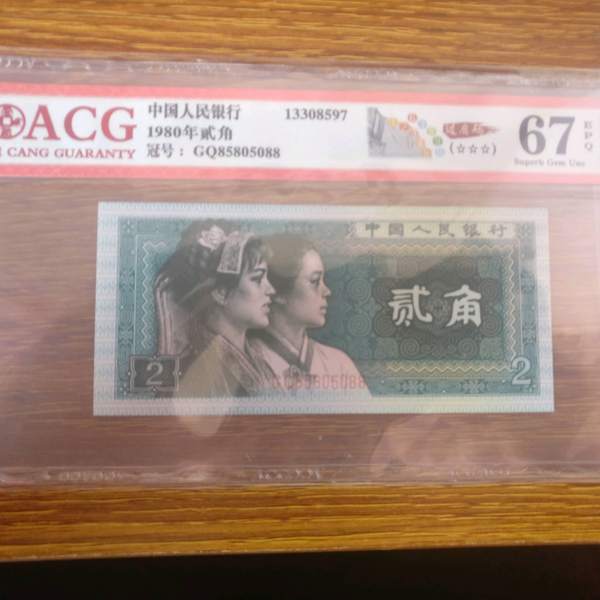 ACG
CANG GUARANTY
中国人民银行
13308597
1980年贰角
冠号： GQ85805088
(☆☆☆)
67
EPQ
Superb Gem Unc
中国人民银行
贰角
2
GQ85805088
2